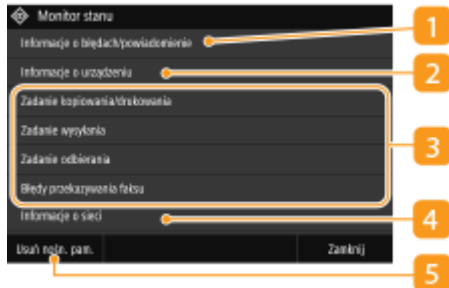 Monitor stanu
Informacje o błędach/powiadomienie
1
Informacje o urządzeniu
2
Zadanie kopiowania/drukowania
Zadanie wysyłania
3
Zadanie odbierania
Błędy przekazywania faksu
Informacje o sieci
4
Usuń nośn. pam.
Zamknij
5